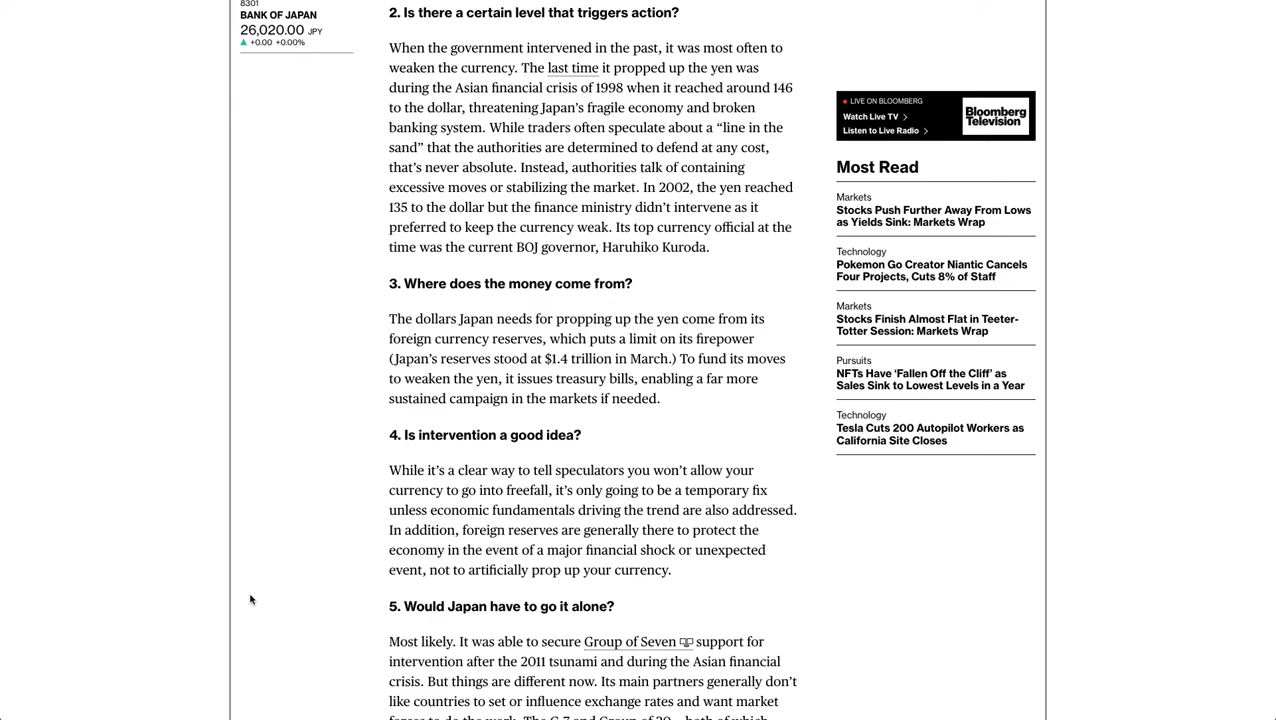 8301
BANK OF JAPAN
26,020.00 JPY
▲ +0.00 +0.00%
2. Is there a certain level that triggers action?
When the government intervened in the past, it was most often to
weaken the currency. The last time it propped up the yen was
during the Asian financial crisis of 1998 when it reached around 146
to the dollar, threatening Japan’s fragile economy and broken
banking system. While traders often speculate about a “line in the
sand” that the authorities are determined to defend at any cost,
that’s never absolute. Instead, authorities talk of containing
excessive moves or stabilizing the market. In 2002, the yen reached
135 to the dollar but the finance ministry didn’t intervene as it
preferred to keep the currency weak. Its top currency official at the
time was the current BOJ governor, Haruhiko Kuroda.
3. Where does the money come from?
The dollars Japan needs for propping up the yen come from its
foreign currency reserves, which puts a limit on its firepower
(Japan’s reserves stood at $1.4 trillion in March.) To fund its moves
to weaken the yen, it issues treasury bills, enabling a far more
sustained campaign in the markets if needed.
4. Is intervention a good idea?
While it’s a clear way to tell speculators you won’t allow your
currency to go into freefall, it’s only going to be a temporary fix
unless economic fundamentals driving the trend are also addressed.
In addition, foreign reserves are generally there to protect the
economy in the event of a major financial shock or unexpected
event, not to artificially prop up your currency.
5. Would Japan have to go it alone?
Most likely. It was able to secure Group of Seven support for
intervention after the 2011 tsunami and during the Asian financial
crisis. But things are different now. Its main partners generally don’t
like countries to set or influence exchange rates and want market
forces to do the work. The G-7 and Group of 20—both of which
LIVE ON BLOOMBERG
Watch Live TV
Listen to Live Radio
Bloomberg
Television
Most Read
Markets
Stocks Push Further Away From Lows
as Yields Sink: Markets Wrap
Technology
Pokemon Go Creator Niantic Cancels
Four Projects, Cuts 8% of Staff
Markets
Stocks Finish Almost Flat in Teeter-
Totter Session: Markets Wrap
Pursuits
NFTs Have ‘Fallen Off the Cliff’ as
Sales Sink to Lowest Levels in a Year
Technology
Tesla Cuts 200 Autopilot Workers as
California Site Closes